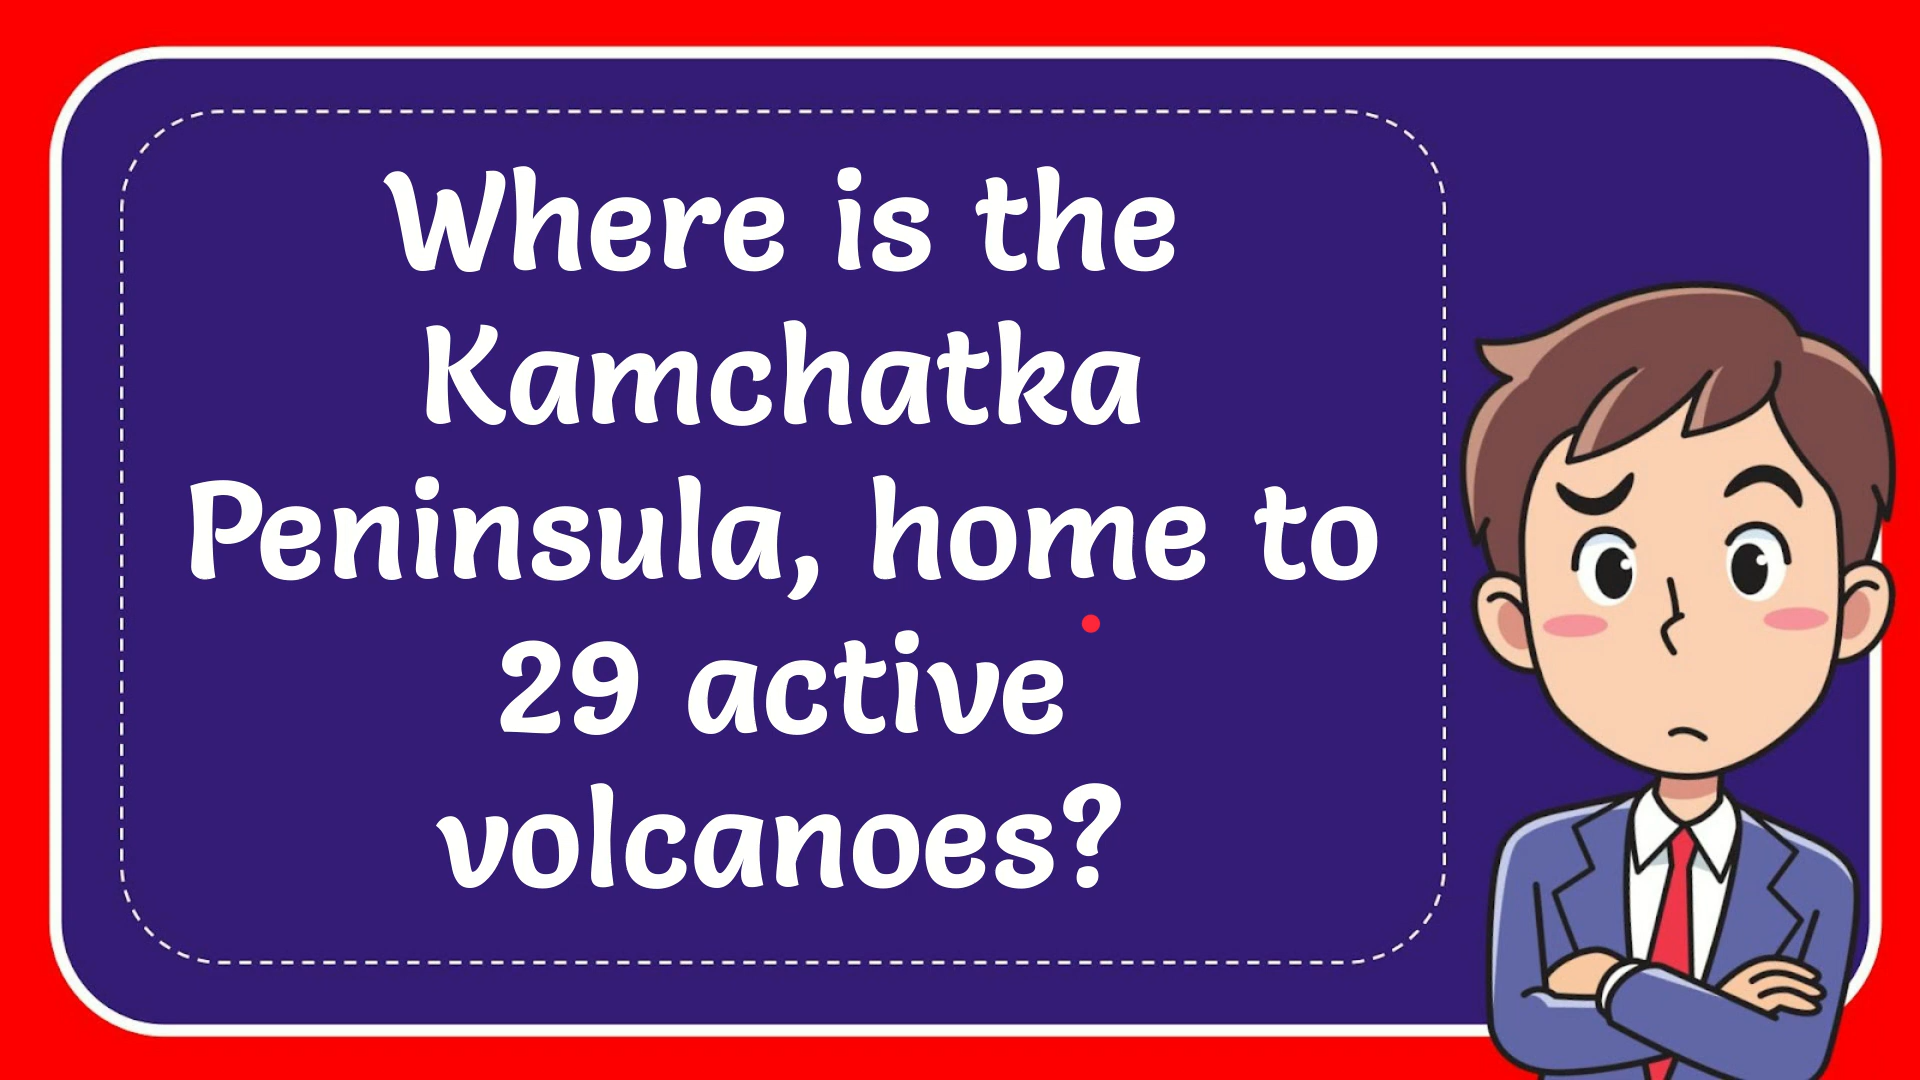 Where is the
Kamchatka
Peninsula, home to
29 active
volcanoes?